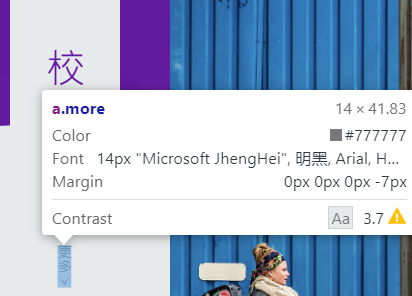 校
a.more 14 × 41.83
Color #777777
Font 14px "Microsoft JhengHei", 明黑, Arial, H...
Margin 0px 0px 0px -7px
Contrast Aa 3.7
更多 >